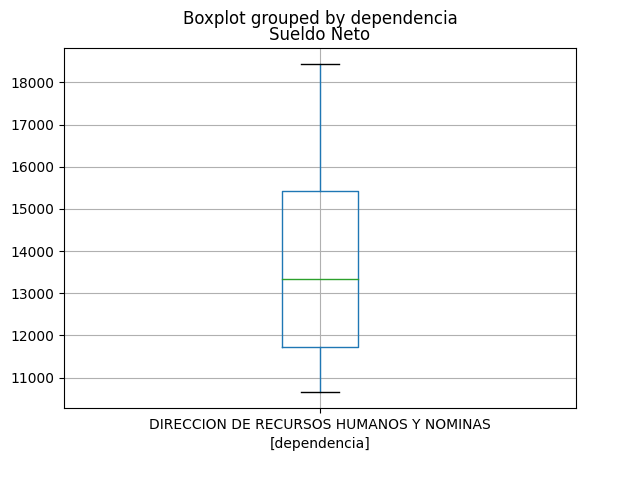 Boxplot grouped by dependencia
Sueldo Neto
18000
17000
16000
15000
14000
13000
12000
11000
DIRECCION DE RECURSOS HUMANOS Y NOMINAS
[dependencia]